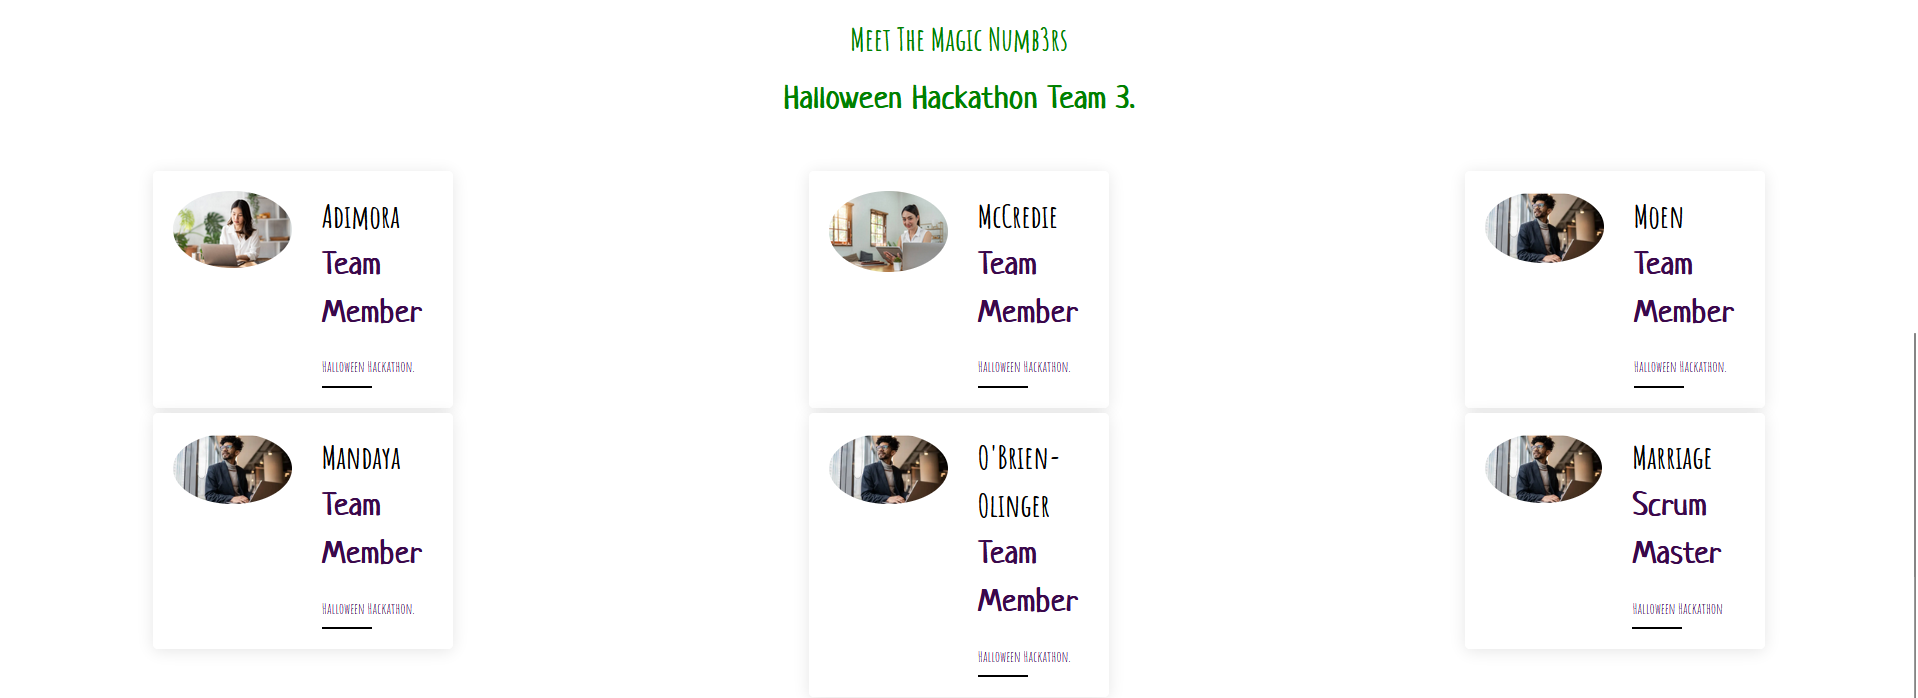 Meet The Magic Numb3rs
Halloween Hackathon Team 3.
Adimora
Team
Member
Halloween Hackathon.
McCredie
Team
Member
Halloween Hackathon.
Moen
Team
Member
Halloween Hackathon.
Mandaya
Team
Member
Halloween Hackathon.
O'Brien-
Olinger
Team
Member
Halloween Hackathon.
Marriage
Scrum
Master
Halloween Hackathon